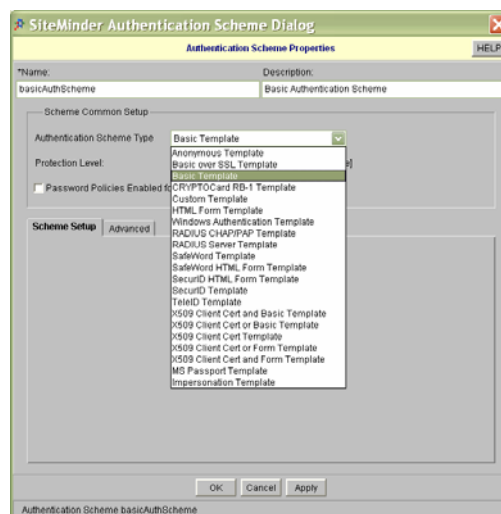 SiteMinder Authentication Scheme Dialog
Authentication Scheme Properties
HELP
*Name:
Description:
basicAuthScheme
Basic Authentication Scheme
Scheme Common Setup
Authentication Scheme Type
Basic Template
Protection Level:
Password Policies Enabled
Anonymous Template
Basic over SSL Template
Basic Template
CRYPTOCard RB-1 Template
Custom Template
HTML Form Template
Windows Authentication Template
RADIUS CHAP/PAP Template
RADIUS Server Template
SafeWord Template
SafeWord HTML Form Template
SecurID HTML Form Template
SecurID Template
TeleID Template
X509 Client Cert and Basic Template
X509 Client Cert or Basic Template
X509 Client Cert Template
X509 Client Cert or Form Template
X509 Client Cert and Form Template
MS Passport Template
Impersonation Template
Scheme Setup
Advanced
OK
Cancel
Apply
Authentication Scheme basicAuthScheme